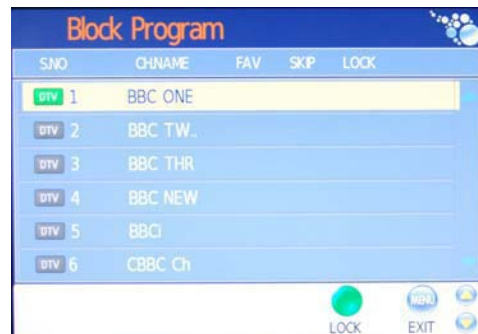 Block Program
S.NO CH.NAME FAV SKIP LOCK
DTV 1 BBC ONE
DTV 2 BBC TW..
DTV 3 BBC THR
DTV 4 BBC NEW
DTV 5 BBCi
DTV 6 CBBC Ch
MENU
LOCK EXIT